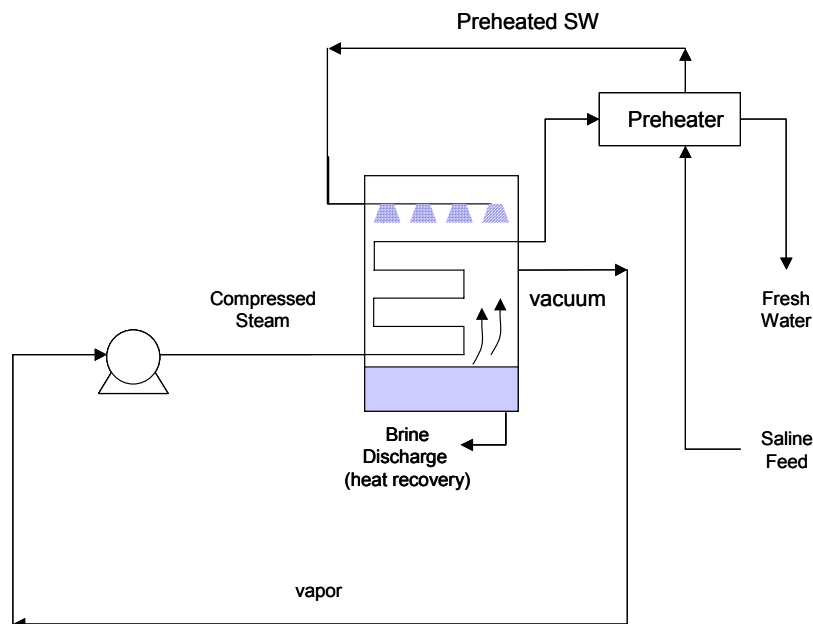 Preheated SW
Preheater
Compressed
Steam
vacuum
Fresh
Water
Brine
Discharge
(heat recovery)
Saline
Feed
vapor